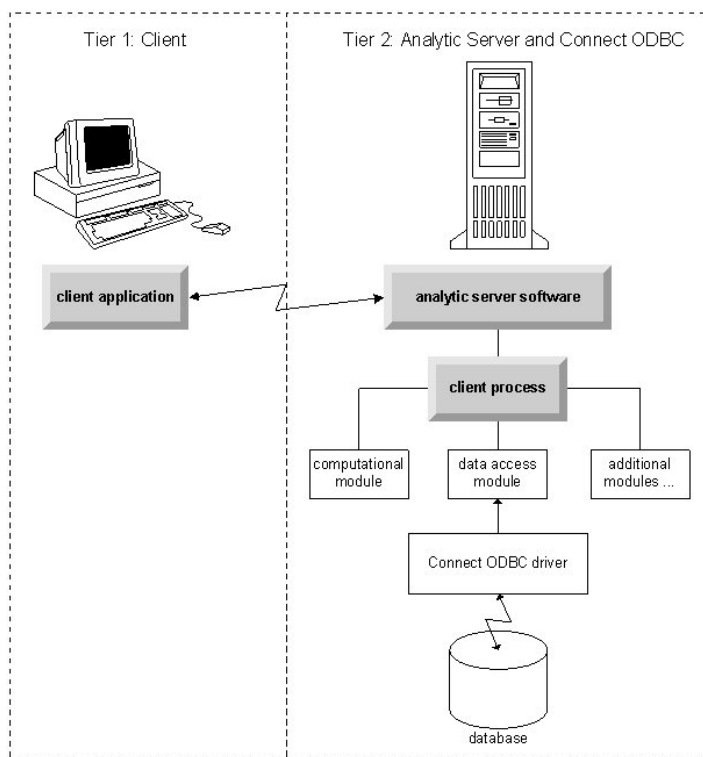 Tier 1: Client
Tier 2: Analytic Server and Connect ODBC
client application
analytic server software
client process
computational
module
data access
module
additional
modules ...
Connect ODBC driver
database